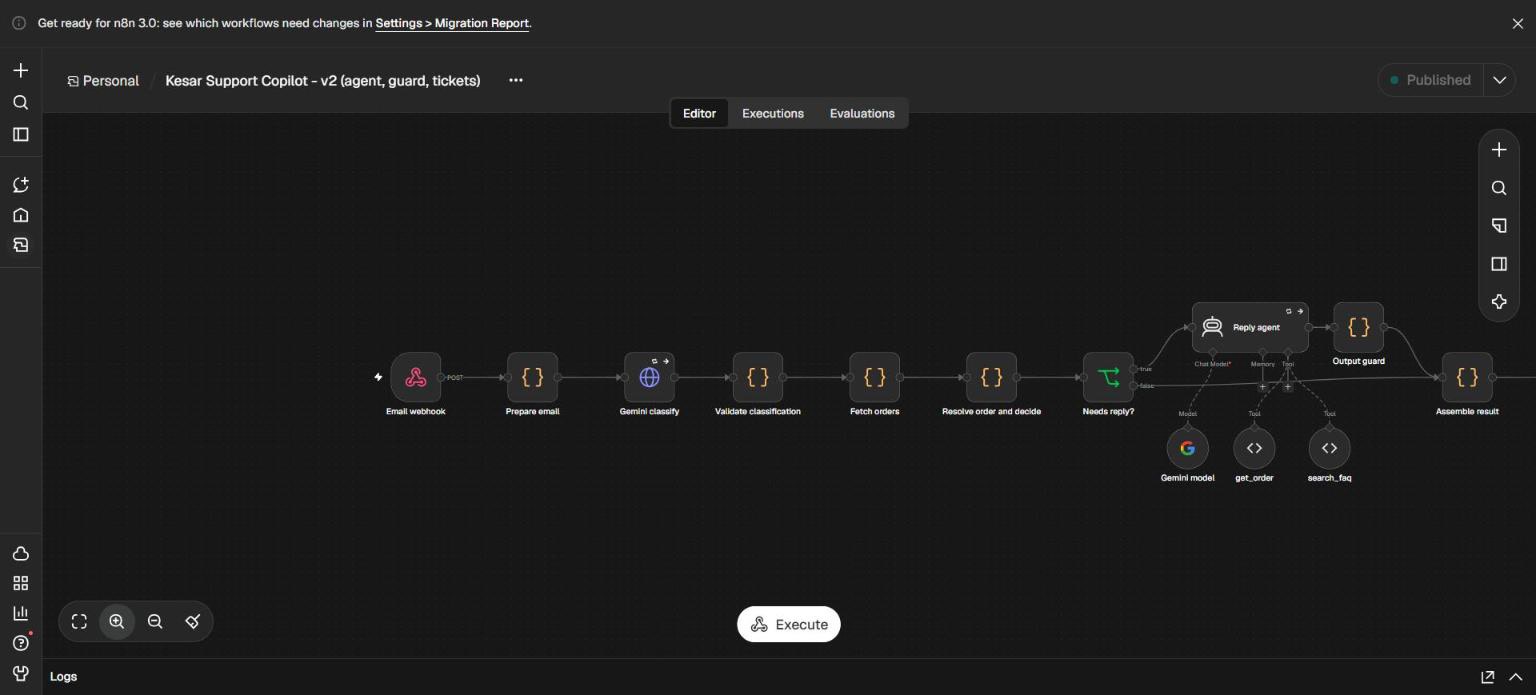 Get ready for n8n 3.0: see which workflows need changes in Settings > Migration Report.
Personal / Kesar Support Copilot - v2 (agent, guard, tickets) ...
Published
Editor Executions Evaluations
Reply agent
Chat Model* Memory Tool
Output guard
POST
true
false
Email webhook
Prepare email
Gemini classify
Validate classification
Fetch orders
Resolve order and decide
Needs reply?
Assemble result
Model Tool Tool
Gemini model
get_order
search_faq
Execute
Logs